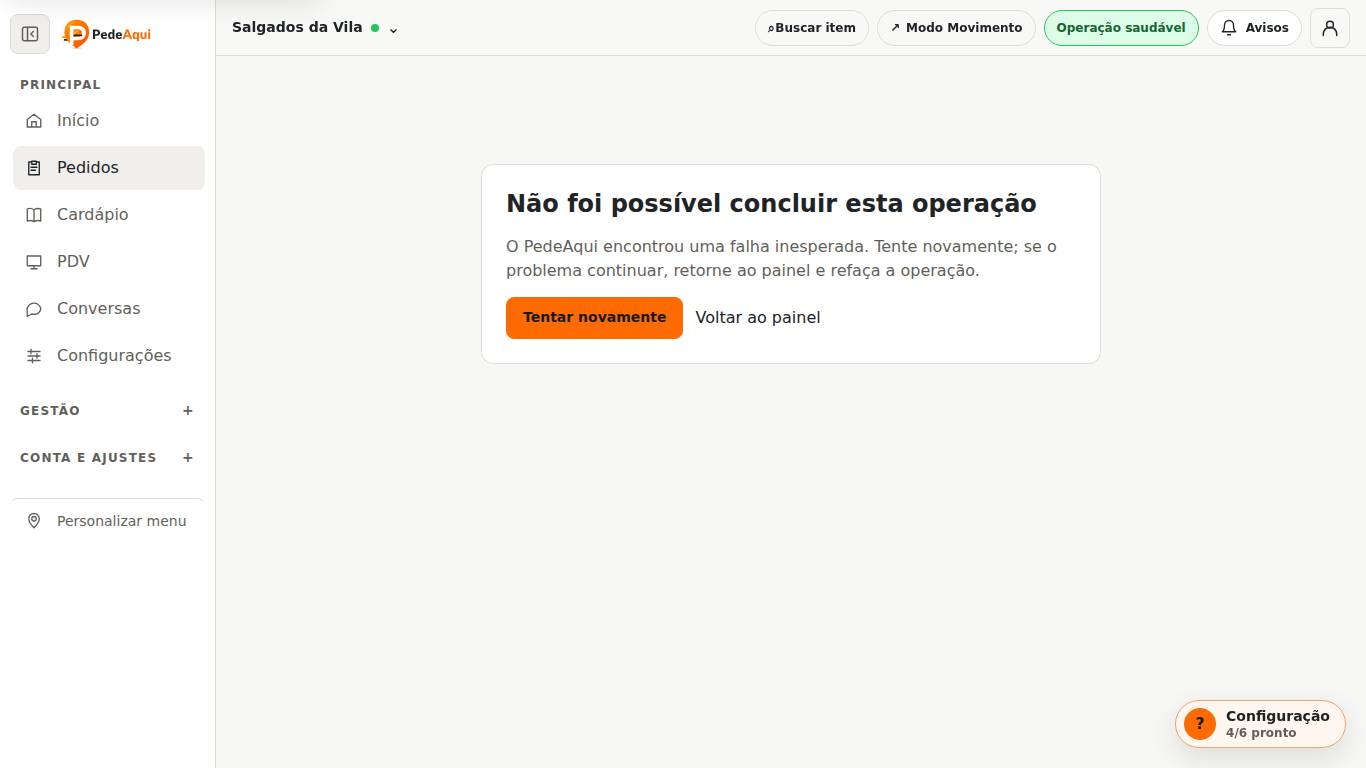 PedeAqui
PRINCIPAL
Início
Pedidos
Cardápio
PDV
Conversas
Configurações
GESTÃO +
CONTA E AJUSTES +
Personalizar menu
Salgados da Vila
Buscar item
↗ Modo Movimento
Operação saudável
Avisos
Não foi possível concluir esta operação
O PedeAqui encontrou uma falha inesperada. Tente novamente; se o
problema continuar, retorne ao painel e refaça a operação.
Tentar novamente
Voltar ao painel
?
Configuração
4/6 pronto